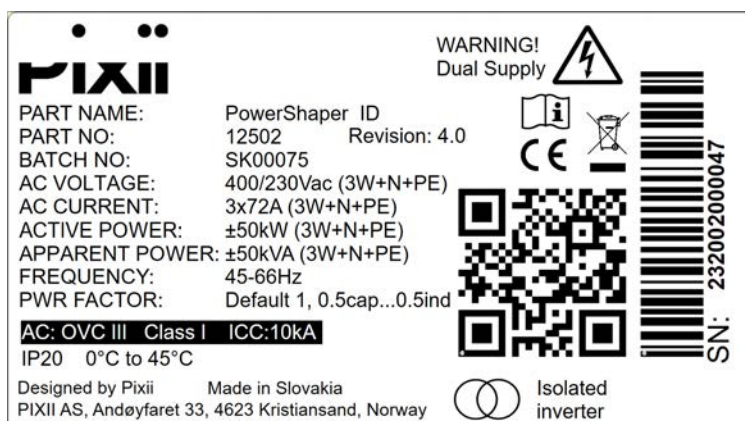 Pixii
WARNING!
Dual Supply
PART NAME: PowerShaper ID
PART NO: 12502 Revision: 4.0
BATCH NO: SK00075
AC VOLTAGE: 400/230Vac (3W+N+PE)
AC CURRENT: 3x72A (3W+N+PE)
ACTIVE POWER: ±50kW (3W+N+PE)
APPARENT POWER: ±50kVA (3W+N+PE)
FREQUENCY: 45-66Hz
PWR FACTOR: Default 1, 0.5cap...0.5ind
AC: OVC III Class I ICC:10kA
IP20 0°C to 45°C
Designed by Pixii Made in Slovakia
PIXII AS, Andøyfaret 33, 4623 Kristiansand, Norway
i
CE
SN: 232002000047
Isolated
inverter